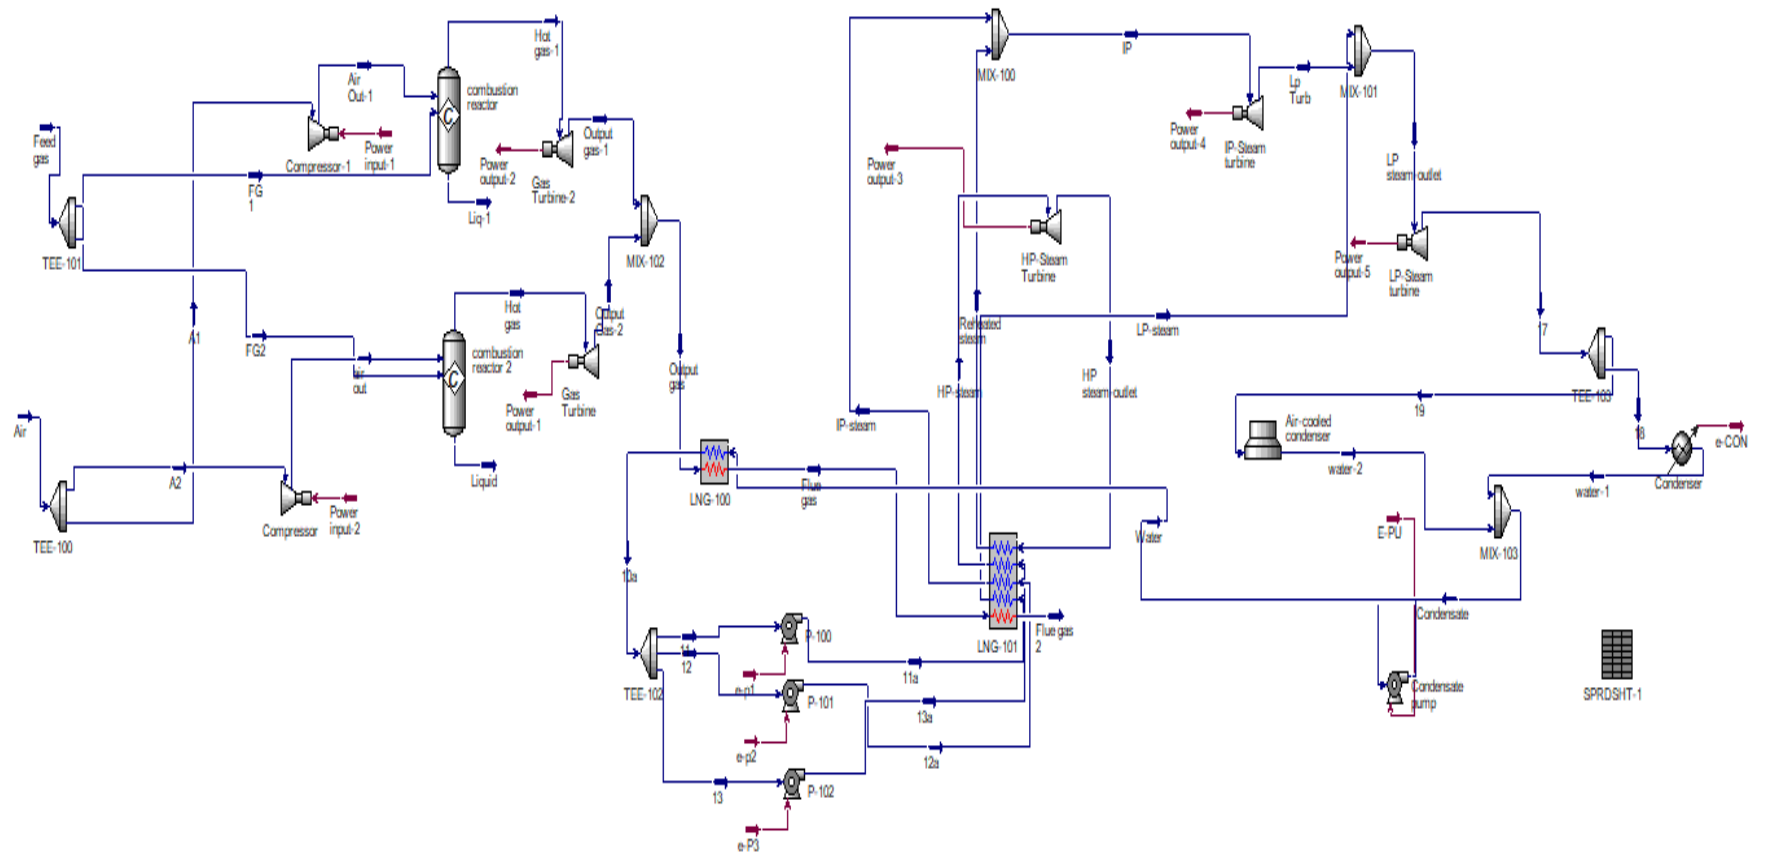 Hot
gas-1
Air
Out-1
combustion
reactor
C
Feed
gas
Power
input-1
Compressor-1
Output
gas-1
Power
output-2
Gas
Turbine-2
FG
1
Liq-1
TEE-101
MIX-102
Hot
gas
Output
Gas-2
A1
FG2
air
out
combustion
reactor 2
C
Output
gas
Power
output-1
Gas
Turbine
Air
A2
Liquid
Compressor
Power
input-2
TEE-100
MIX-100
IP
Lp
Turb
MIX-101
Power
output-4
IP-Steam
turbine
Power
output-3
LP
steam-outlet
HP-Steam
Turbine
Power
output-5
LP-Steam
turbine
Reheated
steam
LP-steam
17
HP-steam
HP
steam-outlet
TEE-103
IP-steam
19
Air-cooled
condenser
18
e-CON
water-2
water-1
Condenser
LNG-100
Flue
gas
Water
E-PU
MIX-103
10a
Condensate
LNG-101
Flue gas
2
11
12
P-100
TEE-102
11a
e-p1
P-101
13a
Condensate
pump
SPRDSHT-1
e-p2
12a
13
P-102
e-P3